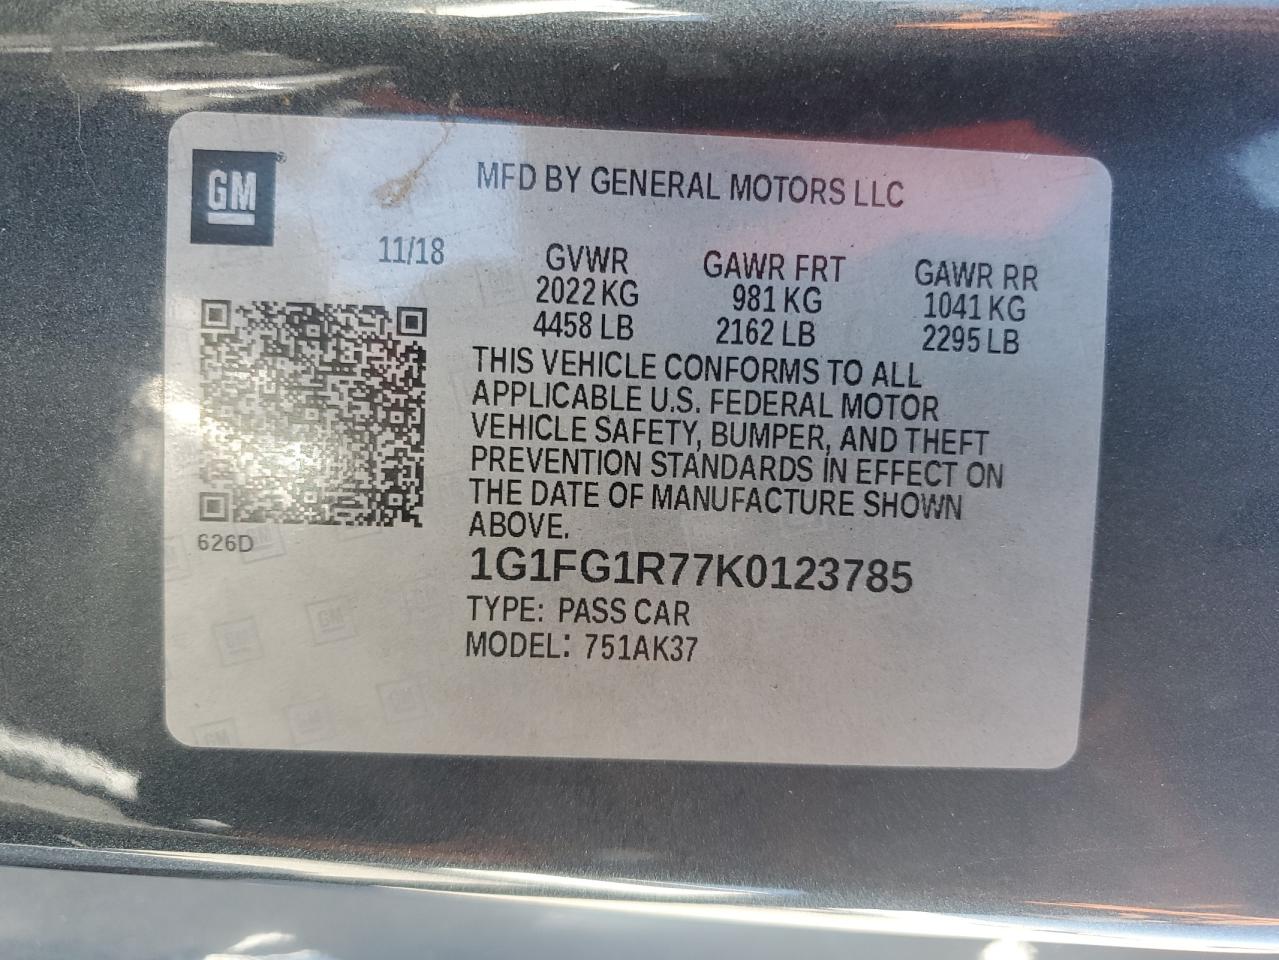 GM
MFD BY GENERAL MOTORS LLC
11/18
GVWR GAWR FRT GAWR RR
2022 KG 981 KG 1041 KG
4458 LB 2162 LB 2295 LB
THIS VEHICLE CONFORMS TO ALL
APPLICABLE U.S. FEDERAL MOTOR
VEHICLE SAFETY, BUMPER, AND THEFT
PREVENTION STANDARDS IN EFFECT ON
THE DATE OF MANUFACTURE SHOWN
ABOVE.
626D
1G1FG1R77K0123785
TYPE: PASS CAR
MODEL: 751AK37